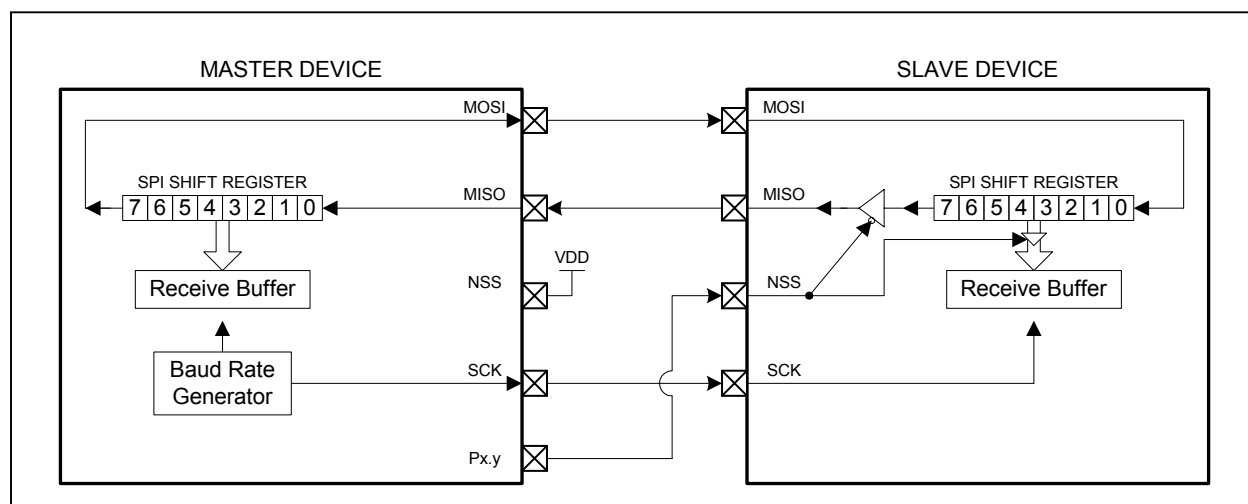 MASTER DEVICE
MOSI
SPI SHIFT REGISTER
7 6 5 4 3 2 1 0
MISO
Receive Buffer
NSS
VDD
Baud Rate
Generator
SCK
Px.y
SLAVE DEVICE
MOSI
MISO
SPI SHIFT REGISTER
7 6 5 4 3 2 1 0
NSS
Receive Buffer
SCK